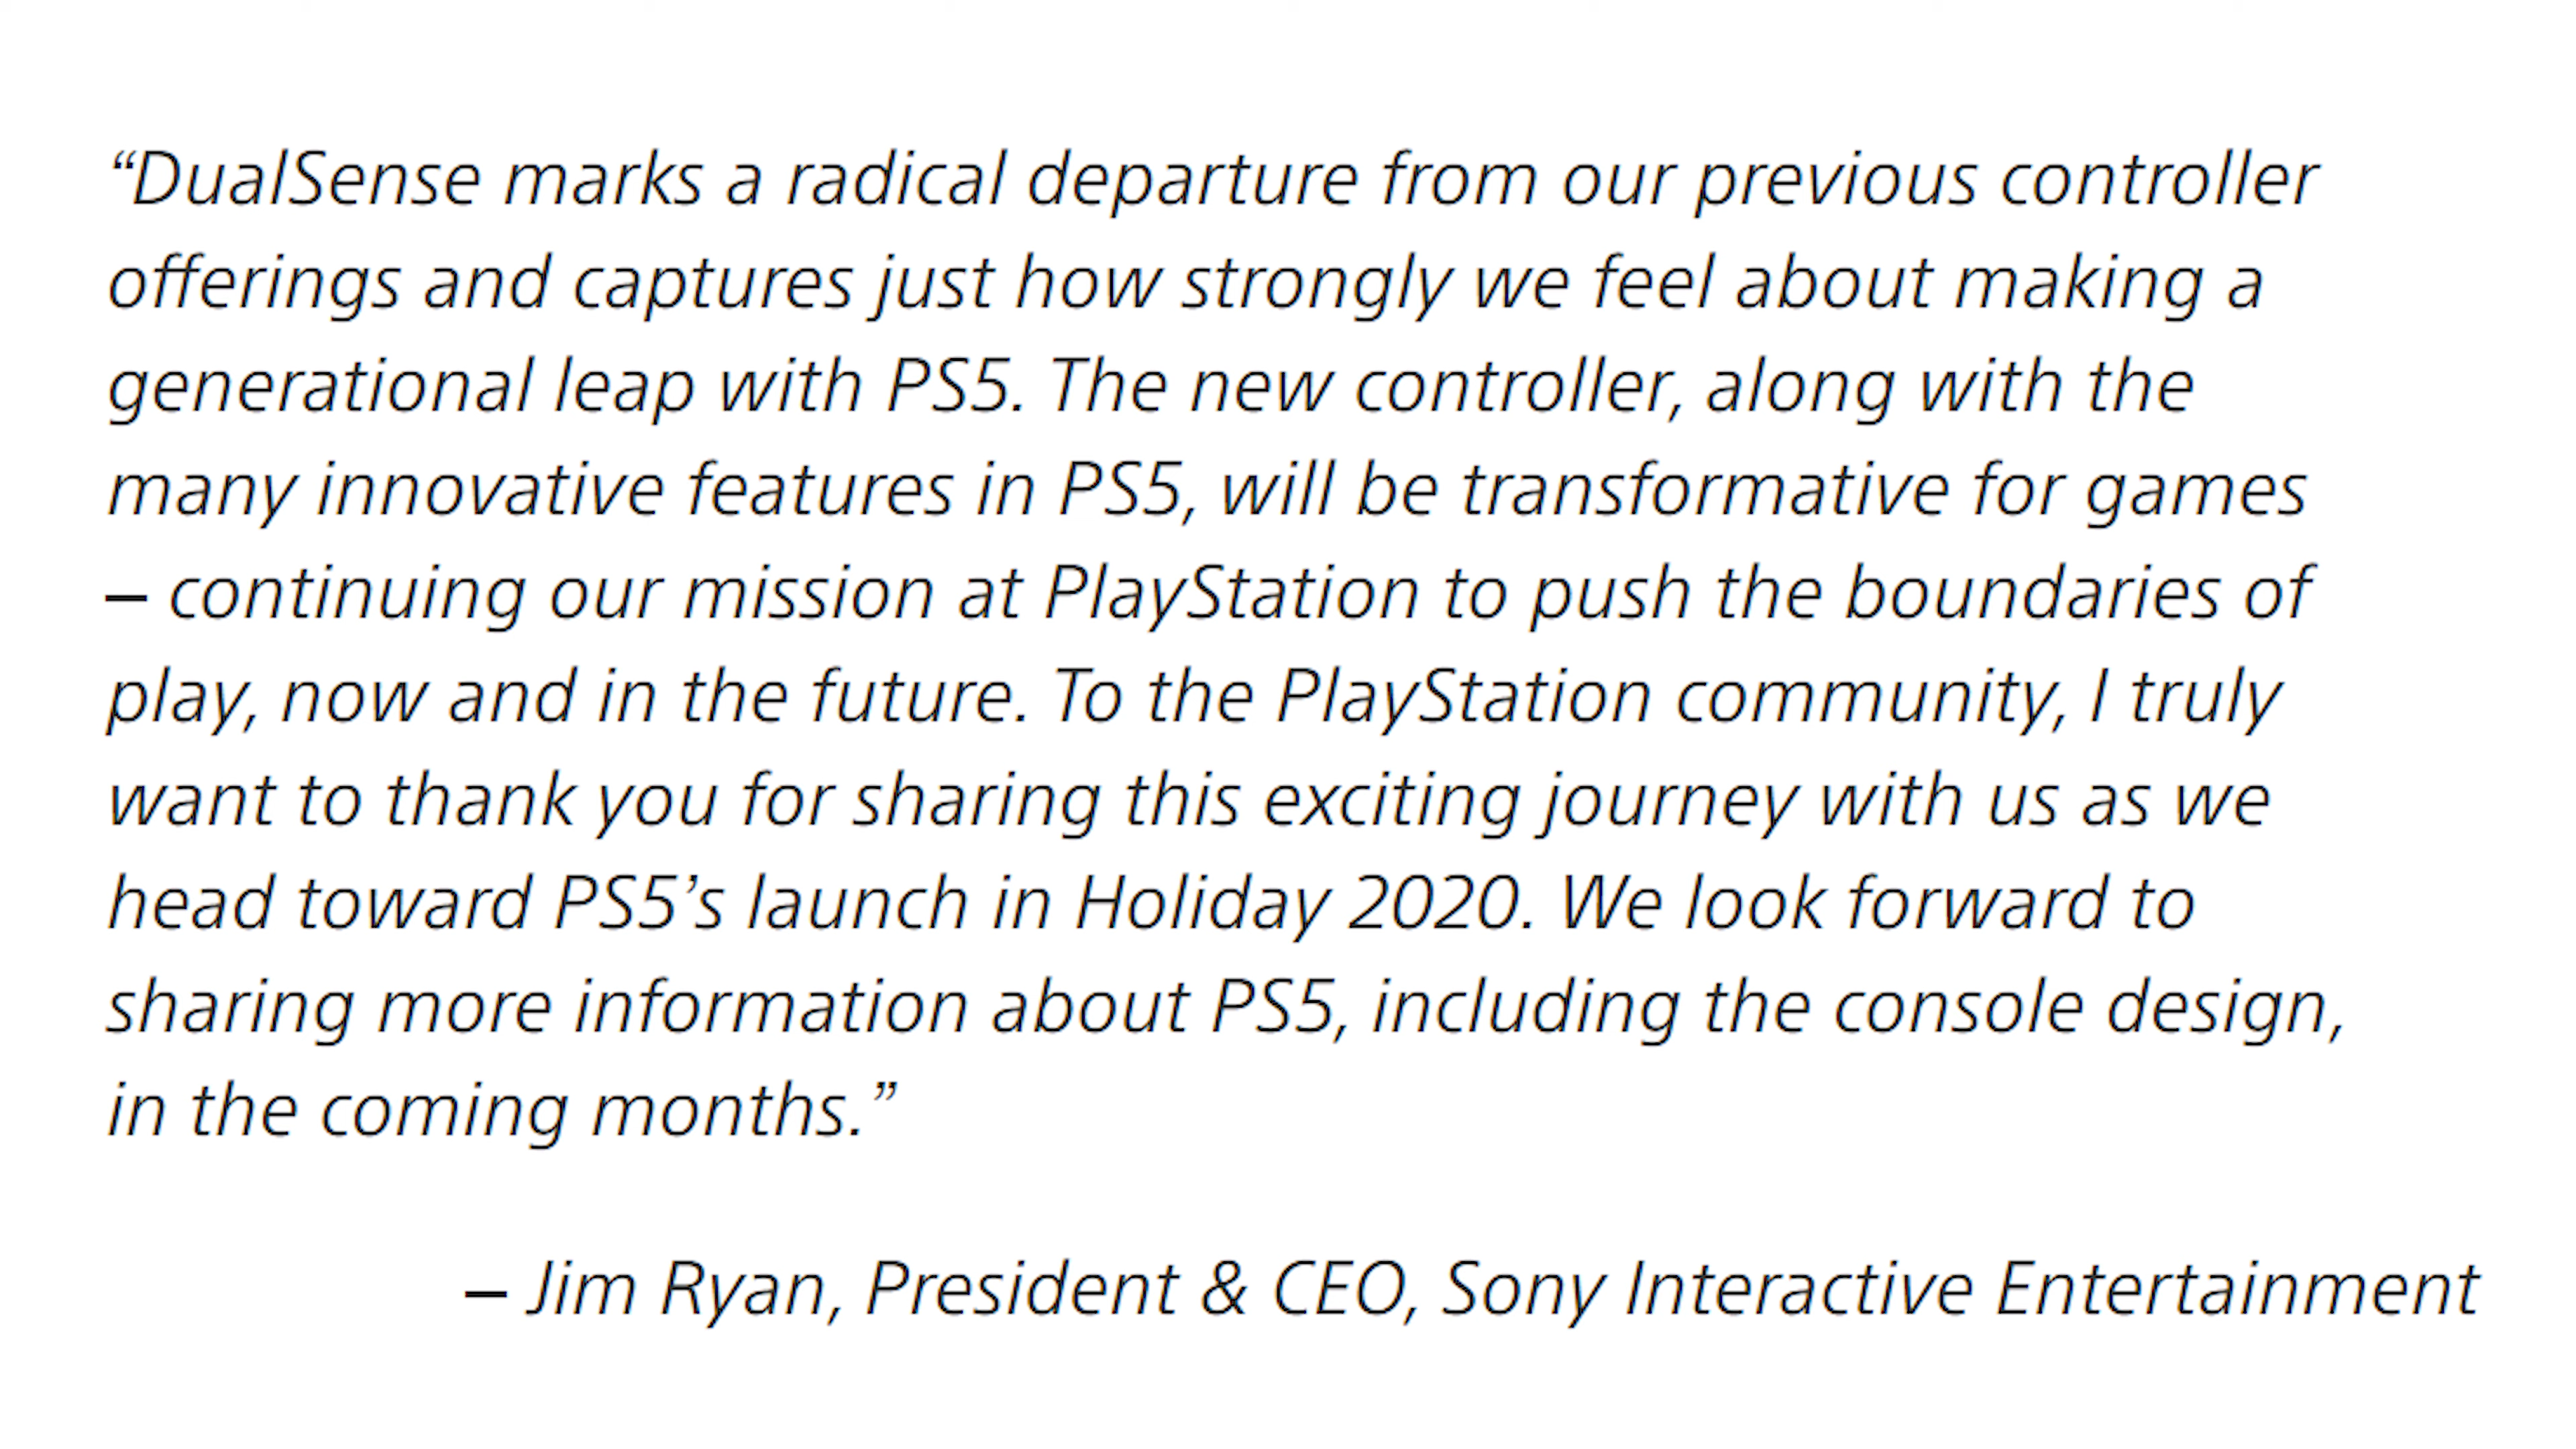 “DualSense marks a radical departure from our previous controller
offerings and captures just how strongly we feel about making a
generational leap with PS5. The new controller, along with the
many innovative features in PS5, will be transformative for games
– continuing our mission at PlayStation to push the boundaries of
play, now and in the future. To the PlayStation community, I truly
want to thank you for sharing this exciting journey with us as we
head toward PS5’s launch in Holiday 2020. We look forward to
sharing more information about PS5, including the console design,
in the coming months.”
– Jim Ryan, President & CEO, Sony Interactive Entertainment